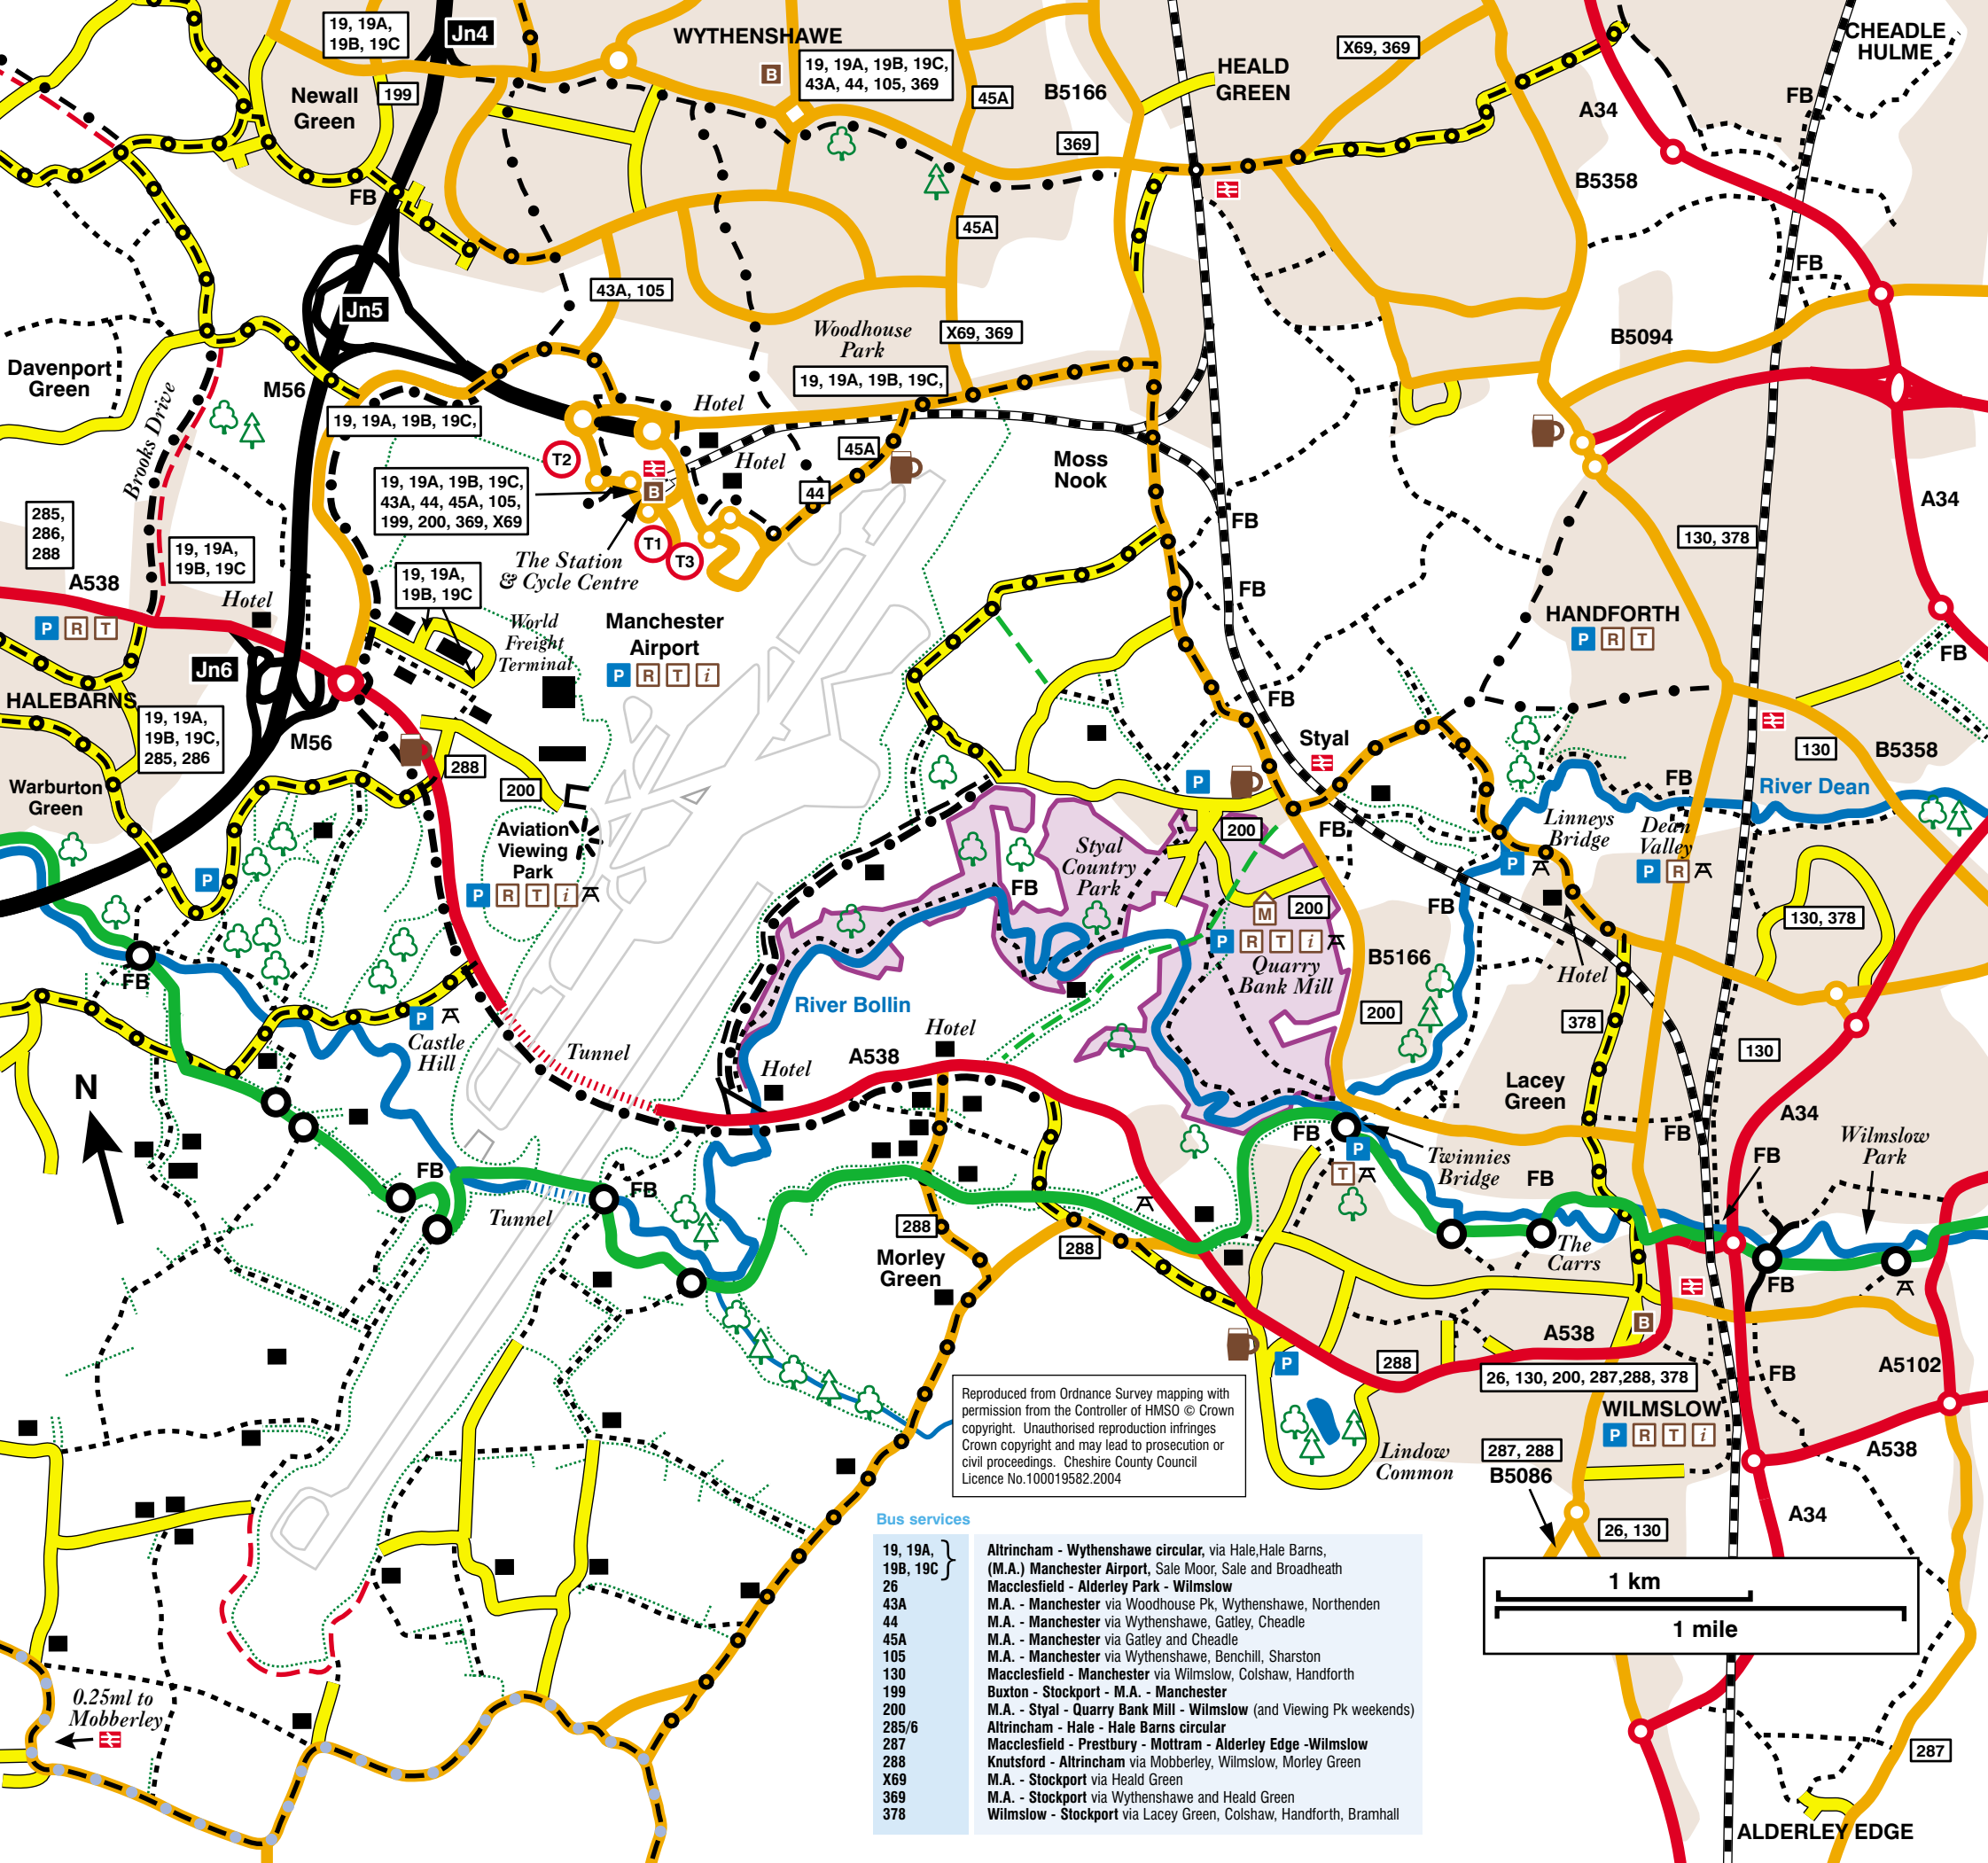 19, 19A,
19B, 19C
Jn4
WYTHENSHAWE
B
19, 19A, 19B, 19C,
43A, 44, 105, 369
X69, 369
CHEADLE
HULME
HEALD
GREEN
FB
Newall
Green
199
45A
B5166
A34
369
B5358
FB
45A
FB
43A, 105
Jn5
Woodhouse
Park
X69, 369
B5094
Davenport
Green
M56
19, 19A, 19B, 19C,
Brooks Drive
Hotel
19, 19A, 19B, 19C,
T2
Hotel
45A
Moss
Nook
B
19, 19A, 19B, 19C,
43A, 44, 45A, 105,
199, 200, 369, X69
44
A34
285,
286,
288
FB
130, 378
T1
T3
The Station
& Cycle Centre
19, 19A,
19B, 19C
A538
19, 19A,
19B, 19C
Hotel
FB
P R T
World
Freight
Terminal
Manchester
Airport
P R T i
HANDFORTH
P R T
FB
Jn6
HALEBARNS
FB
19, 19A,
19B, 19C,
285, 286
M56
Styal
130
B5358
288
Warburton
Green
200
P
FB
River Dean
Linneys
Bridge
Dean
Valley
P R
Aviation
Viewing
Park
P R T i
200
FB
Styal
Country
Park
P
P
FB
M
200
FB
130, 378
P R T i
Quarry
Bank Mill
B5166
Hotel
FB
River Bollin
200
378
P
Castle
Hill
Tunnel
Hotel
A538
130
N
Hotel
Lacey
Green
A34
FB
FB
P
T
Twinnies
Bridge
Wilmslow
Park
FB
FB
FB
FB
Tunnel
288
288
Morley
Green
The
Carrs
FB
B
A538
P
288
26, 130, 200, 287,288, 378
FB
A5102
WILMSLOW
P R T i
Reproduced from Ordnance Survey mapping with
permission from the Controller of HMSO © Crown
copyright. Unauthorised reproduction infringes
Crown copyright and may lead to prosecution or
civil proceedings. Cheshire County Council
Licence No.100019582.2004
Lindow
Common
287, 288
B5086
A538
A34
26, 130
Bus services
19, 19A, Altrincham - Wythenshawe circular, via Hale,Hale Barns,
19B, 19C } (M.A.) Manchester Airport, Sale Moor, Sale and Broadheath
26 Macclesfield - Alderley Park - Wilmslow
43A M.A. - Manchester via Woodhouse Pk, Wythenshawe, Northenden
44 M.A. - Manchester via Wythenshawe, Gatley, Cheadle
45A M.A. - Manchester via Gatley and Cheadle
105 M.A. - Manchester via Wythenshawe, Benchill, Sharston
130 Macclesfield - Manchester via Wilmslow, Colshaw, Handforth
199 Buxton - Stockport - M.A. - Manchester
200 M.A. - Styal - Quarry Bank Mill - Wilmslow (and Viewing Pk weekends)
285/6 Altrincham - Hale - Hale Barns circular
287 Macclesfield - Prestbury - Mottram - Alderley Edge -Wilmslow
288 Knutsford - Altrincham via Mobberley, Wilmslow, Morley Green
X69 M.A. - Stockport via Heald Green
369 M.A. - Stockport via Wythenshawe and Heald Green
378 Wilmslow - Stockport via Lacey Green, Colshaw, Handforth, Bramhall
1 km
1 mile
0.25ml to
Mobberley
287
ALDERLEY EDGE